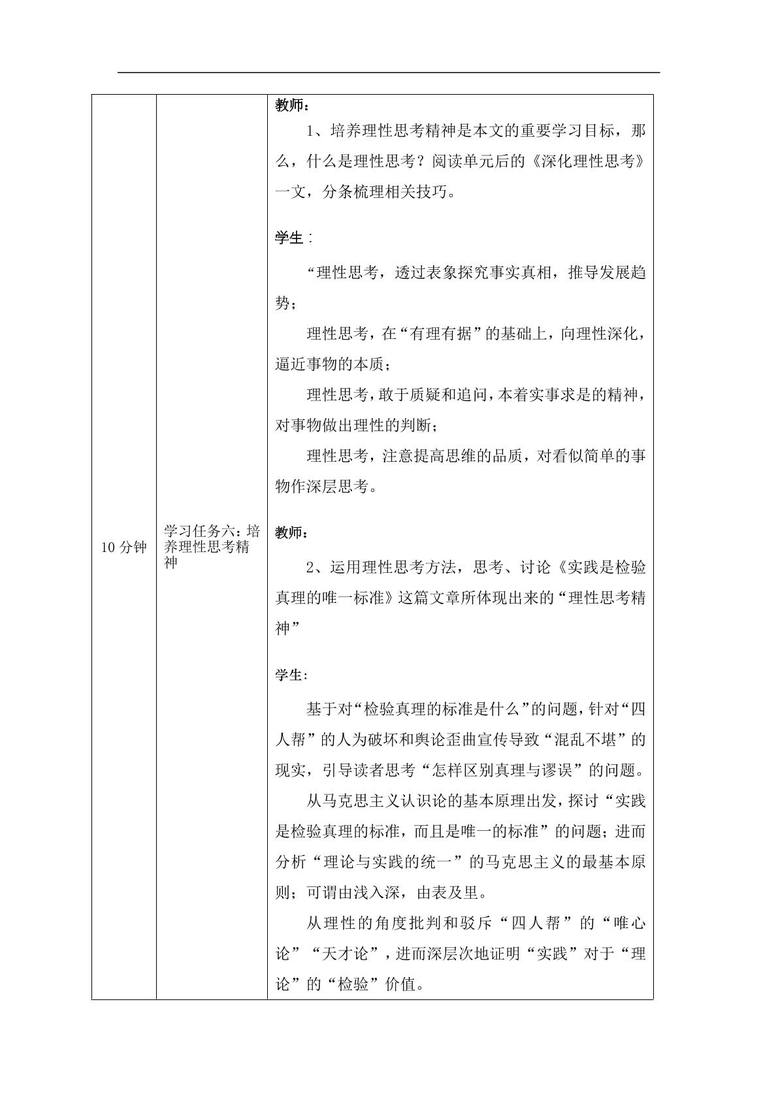 10 分钟
学习任务六：培
养理性思考精
神
教师：
1、培养理性思考精神是本文的重要学习目标，那
么，什么是理性思考？阅读单元后的《深化理性思考》
一文，分条梳理相关技巧。
学生：
“理性思考，透过表象探究事实真相，推导发展趋
势；
理性思考，在“有理有据”的基础上，向理性深化，
逼近事物的本质；
理性思考，敢于质疑和追问，本着实事求是的精神，
对事物做出理性的判断；
理性思考，注意提高思维的品质，对看似简单的事
物作深层思考。
教师：
2、运用理性思考方法，思考、讨论《实践是检验
真理的唯一标准》这篇文章所体现出来的“理性思考精
神”
学生：
基于对“检验真理的标准是什么”的问题，针对“四
人帮”的人为破坏和舆论歪曲宣传导致“混乱不堪”的
现实，引导读者思考“怎样区别真理与谬误”的问题。
从马克思主义认识论的基本原理出发，探讨“实践
是检验真理的标准，而且是唯一的标准”的问题；进而
分析“理论与实践的统一”的马克思主义的最基本原
则；可谓由浅入深，由表及里。
从理性的角度批判和驳斥“四人帮”的“唯心
论”“天才论”，进而深层次地证明“实践”对于“理
论”的“检验”价值。